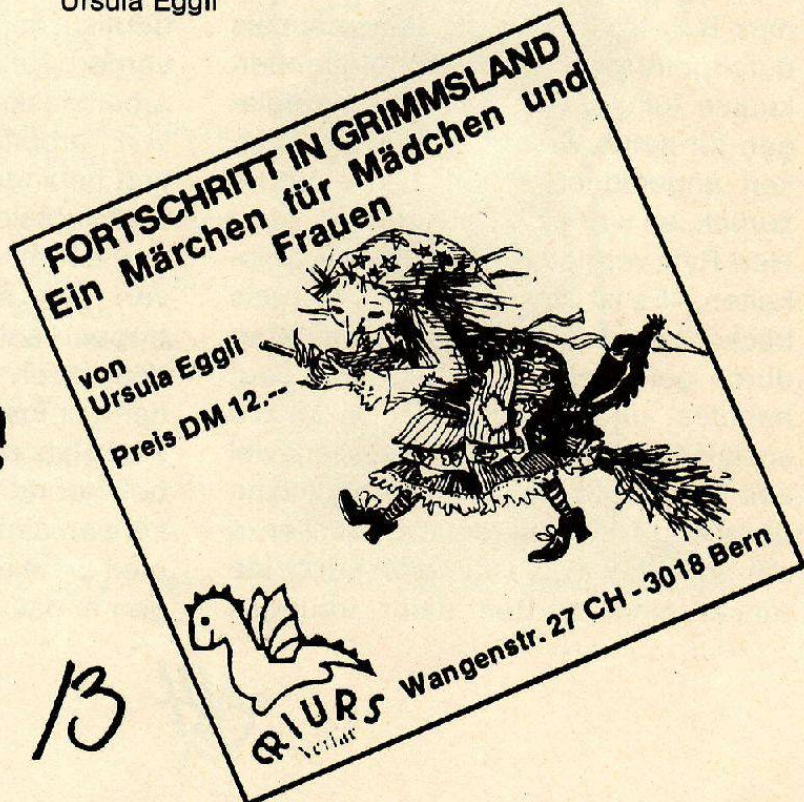 Ursula Eggli
FORTSCHRITT IN GRIMMSLAND
Ein Märchen für Mädchen und
Frauen
von
Ursula Eggli
Preis DM 12.--
Wangenstr. 27 CH - 3018 Bern
RIURS
Verlag
13